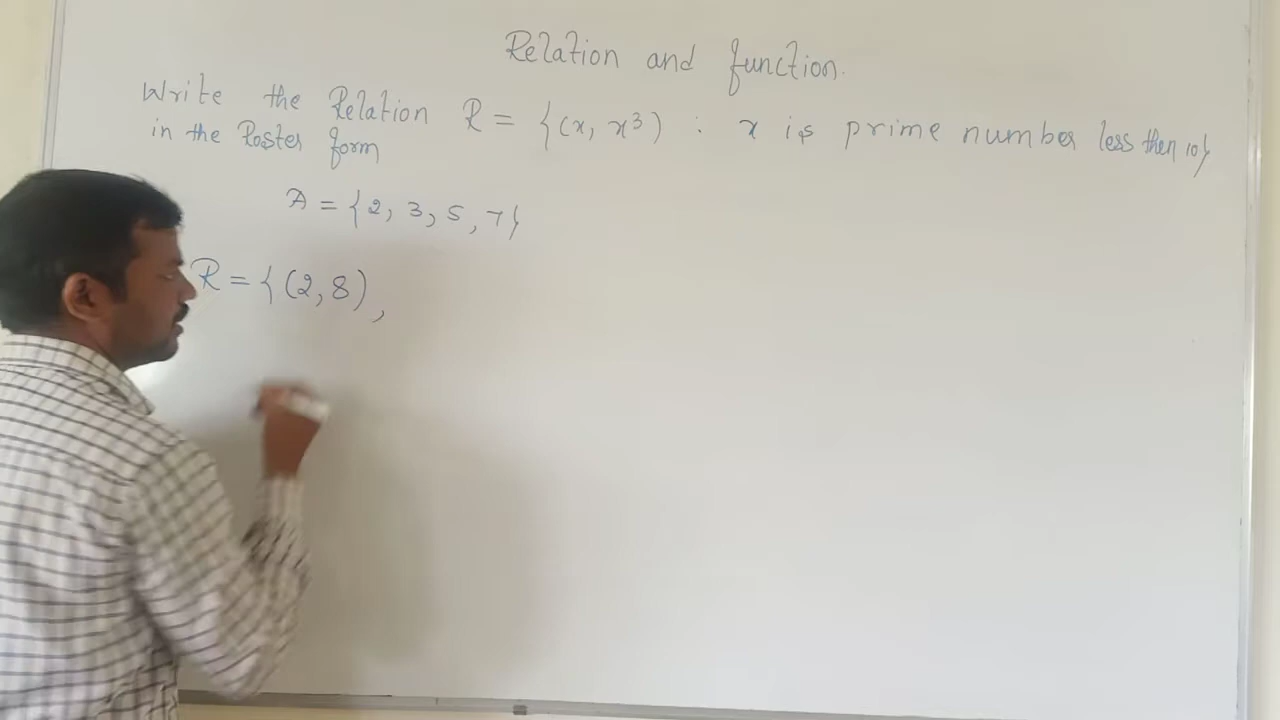 Relation and function.
Write the Relation R = {(x, x³) : x is prime number less then 10}
in the Roster form
A = {2, 3, 5, 7}
R = {(2, 8),